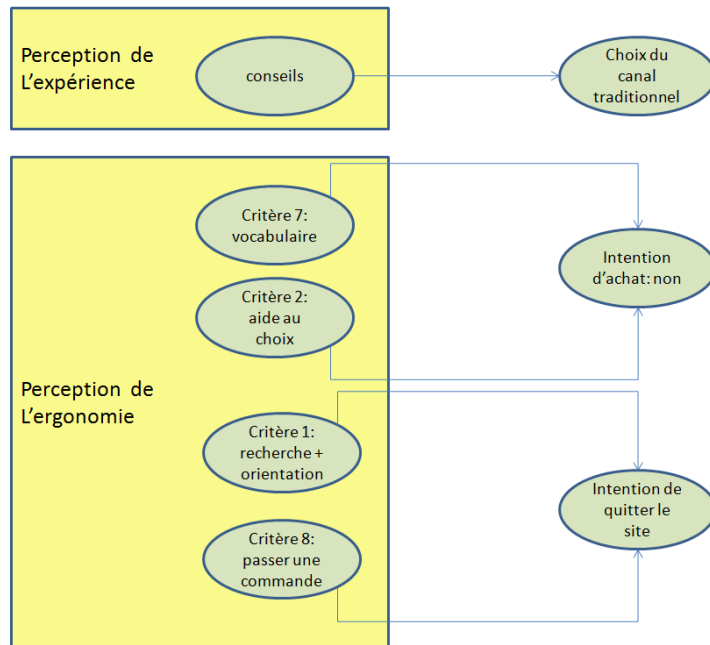 Perception de
L'expérience
conseils
Choix du
canal
traditionnel
Critère 7:
vocabulaire
Critère 2:
aide au
choix
Intention
d'achat: non
Perception de
L'ergonomie
Critère 1:
recherche +
orientation
Critère 8:
passer une
commande
Intention de
quitter le
site